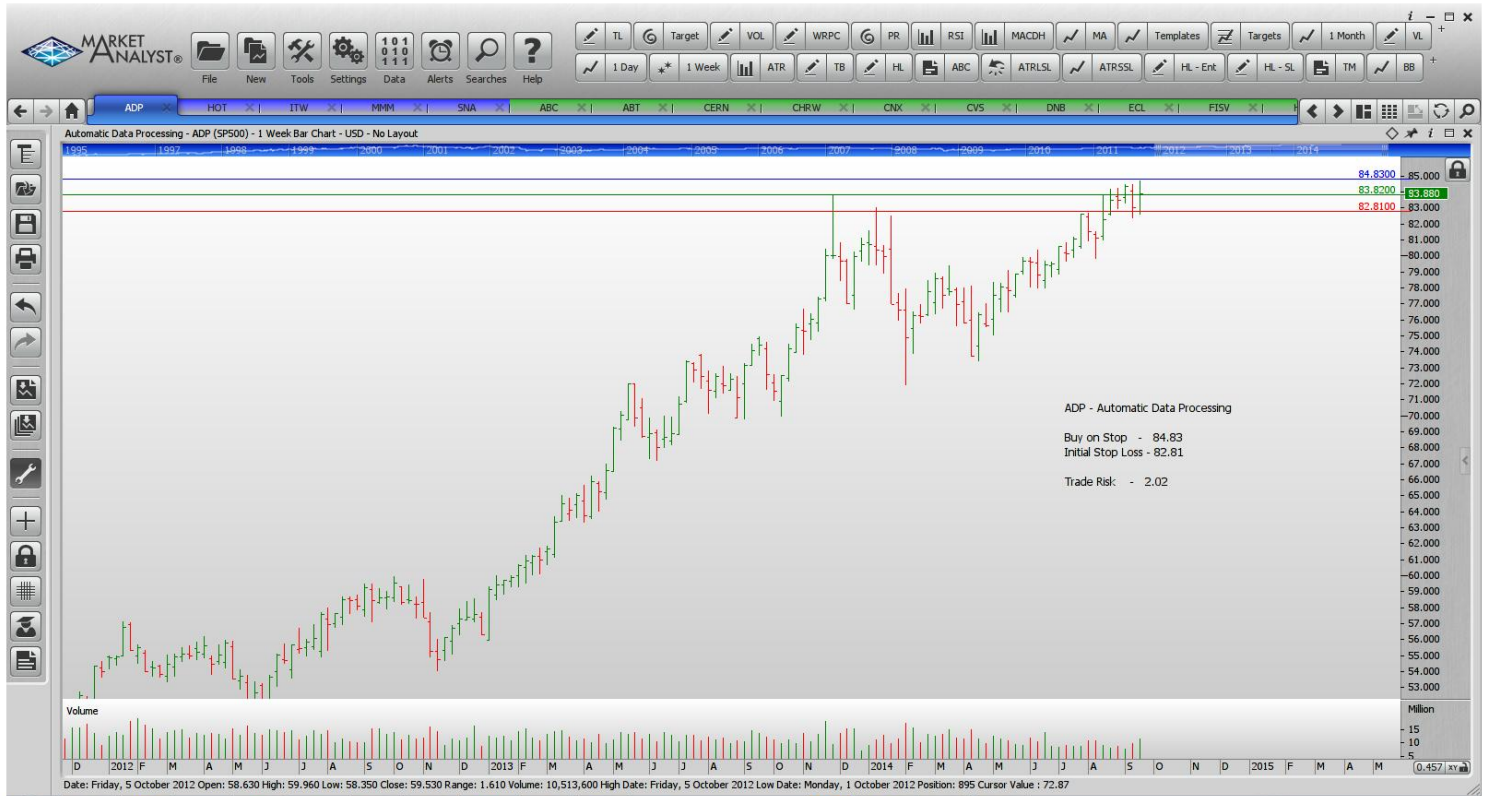 MARKET ANALYST®
File New Tools Settings Data Alerts Searches Help
TL Target VOL WRPC PR RSI MACDH MA Templates Targets 1 Month VL
1 Day 1 Week ATR TB HL ABC ATRLSL ATRSSL HL - Ent HL - SL TM BB
ADP HOT ITW MMM SNA ABC ABT CERN CHRW CNX CVS DNB ECL FISV
Automatic Data Processing - ADP (SP500) - 1 Week Bar Chart - USD - No Layout
1995 1997 1998 1999 2000 2001 2002 2003 2004 2005 2006 2007 2008 2009 2010 2011 2012 2013 2014
84.8300
83.8200
82.8100
85.000
83.880
83.000
82.000
81.000
80.000
79.000
78.000
77.000
76.000
75.000
74.000
73.000
72.000
71.000
70.000
69.000
68.000
67.000
66.000
65.000
64.000
63.000
62.000
61.000
60.000
59.000
58.000
57.000
56.000
55.000
54.000
53.000
ADP - Automatic Data Processing
Buy on Stop - 84.83
Initial Stop Loss - 82.81
Trade Risk - 2.02
Volume
Million
15
10
5
D 2012 F M A M J J A S O N D 2013 F M A M J J A S O N D 2014 F M A M J J A S O N D 2015 F M A M
0.457 XY
Date: Friday, 5 October 2012 Open: 58.630 High: 59.960 Low: 58.350 Close: 59.530 Range: 1.610 Volume: 10,513,600 High Date: Friday, 5 October 2012 Low Date: Monday, 1 October 2012 Position: 895 Cursor Value : 72.87